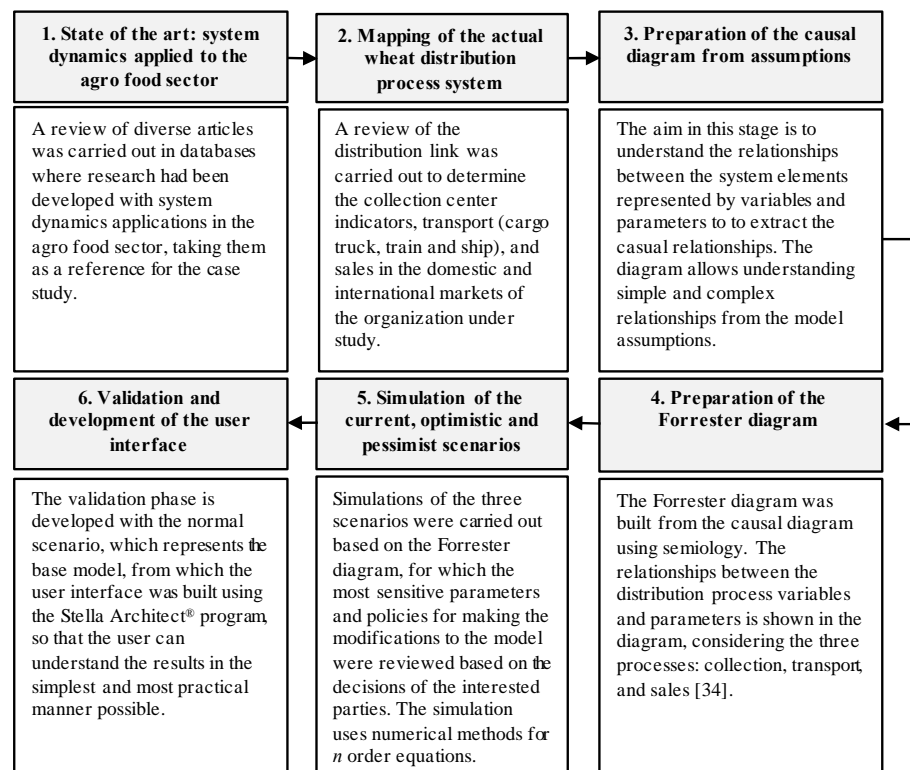 1. State of the art: system
dynamics applied to the
agro food sector
A review of diverse articles
was carried out in databases
where research had been
developed with system
dynamics applications in the
agro food sector, taking them
as a reference for the case
study.
2. Mapping of the actual
wheat distribution
process system
A review of the
distribution link was
carried out to determine
the collection center
indicators, transport (cargo
truck, train and ship), and
sales in the domestic and
international markets of
the organization under
study.
3. Preparation of the causal
diagram from assumptions
The aim in this stage is to
understand the relationships
between the system elements
represented by variables and
parameters to to extract the
casual relationships. The
diagram allows understanding
simple and complex
relationships from the model
assumptions.
4. Preparation of the
Forrester diagram
The Forrester diagram was
built from the causal diagram
using semiology. The
relationships between the
distribution process variables
and parameters is shown in the
diagram, considering the three
processes: collection, transport,
and sales [34].
5. Simulation of the
current, optimistic and
pessimist scenarios
Simulations of the three
scenarios were carried out
based on the Forrester
diagram, for which the
most sensitive parameters
and policies for making the
modifications to the model
were reviewed based on the
decisions of the interested
parties. The simulation
uses numerical methods for
n order equations.
6. Validation and
development of the user
interface
The validation phase is
developed with the normal
scenario, which represents the
base model, from which the
user interface was built using
the Stella Architect® program,
so that the user can
understand the results in the
simplest and most practical
manner possible.